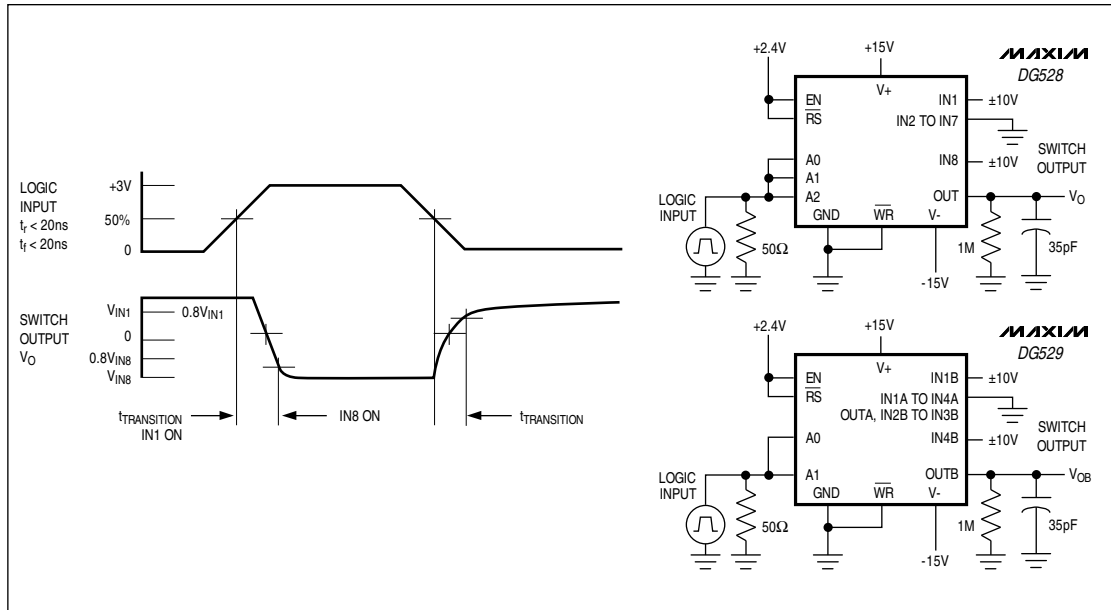 LOGIC
INPUT
tr < 20ns
tf < 20ns
+3V
50%
0
SWITCH
OUTPUT
VO
VIN1
0.8VIN1
0
0.8VIN8
VIN8
tTRANSITION
IN1 ON
IN8 ON
tTRANSITION
+2.4V
+15V
MAXIM
DG528
V+
EN
RS
IN1
±10V
IN2 TO IN7
SWITCH
OUTPUT
A0
A1
A2
IN8
±10V
OUT
VO
LOGIC
INPUT
GND
WR
V-
50Ω
1M
35pF
-15V
+2.4V
+15V
MAXIM
DG529
V+
EN
RS
IN1B
±10V
IN1A TO IN4A
OUTA, IN2B TO IN3B
SWITCH
OUTPUT
A0
IN4B
±10V
A1
OUTB
VOB
LOGIC
INPUT
GND
WR
V-
50Ω
1M
35pF
-15V